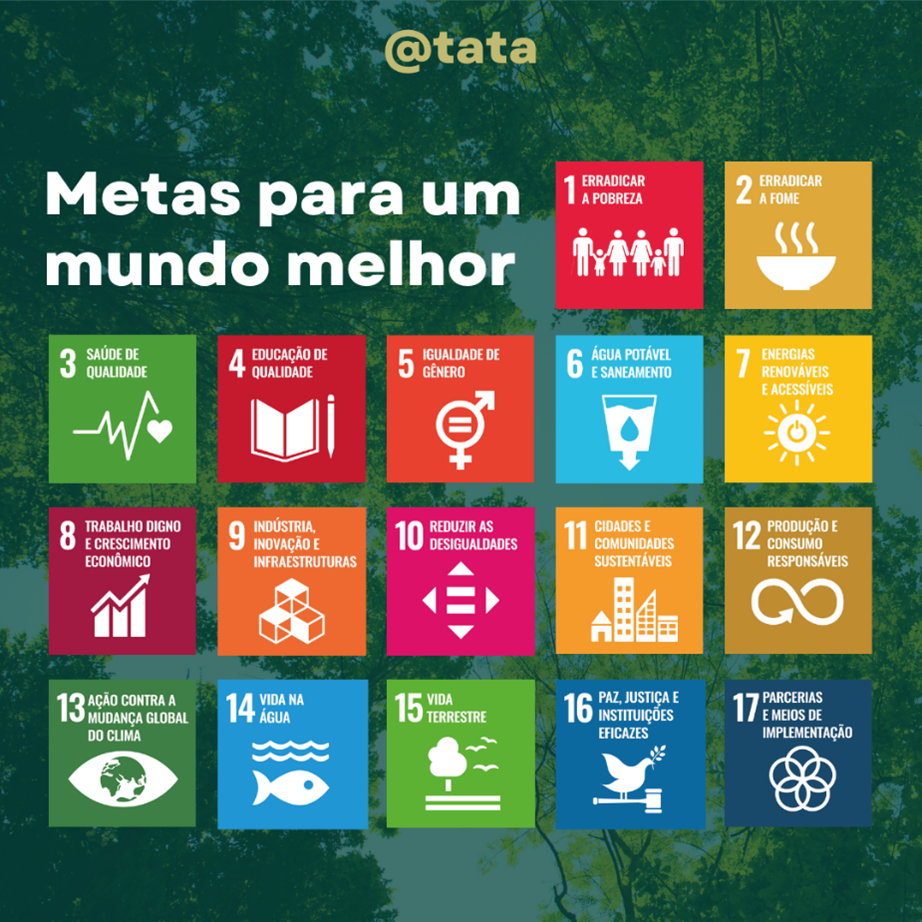 @tata
Metas para um
mundo melhor
1 ERRADICAR
A POBREZA
2 ERRADICAR
A FOME
3 SAÚDE DE
QUALIDADE
4 EDUCAÇÃO DE
QUALIDADE
5 IGUALDADE DE
GÊNERO
6 ÁGUA POTÁVEL
E SANEAMENTO
7 ENERGIAS
RENOVÁVEIS
E ACESSÍVEIS
8 TRABALHO DIGNO
E CRESCIMENTO
ECONÔMICO
9 INDÚSTRIA,
INOVAÇÃO E
INFRAESTRUTURAS
10 REDUZIR AS
DESIGUALDADES
11 CIDADES E
COMUNIDADES
SUSTENTÁVEIS
12 PRODUÇÃO E
CONSUMO
RESPONSÁVEIS
13 AÇÃO CONTRA A
MUDANÇA GLOBAL
DO CLIMA
14 VIDA NA
ÁGUA
15 VIDA
TERRESTRE
16 PAZ, JUSTIÇA E
INSTITUIÇÕES
EFICAZES
17 PARCERIAS
E MEIOS DE
IMPLEMENTAÇÃO